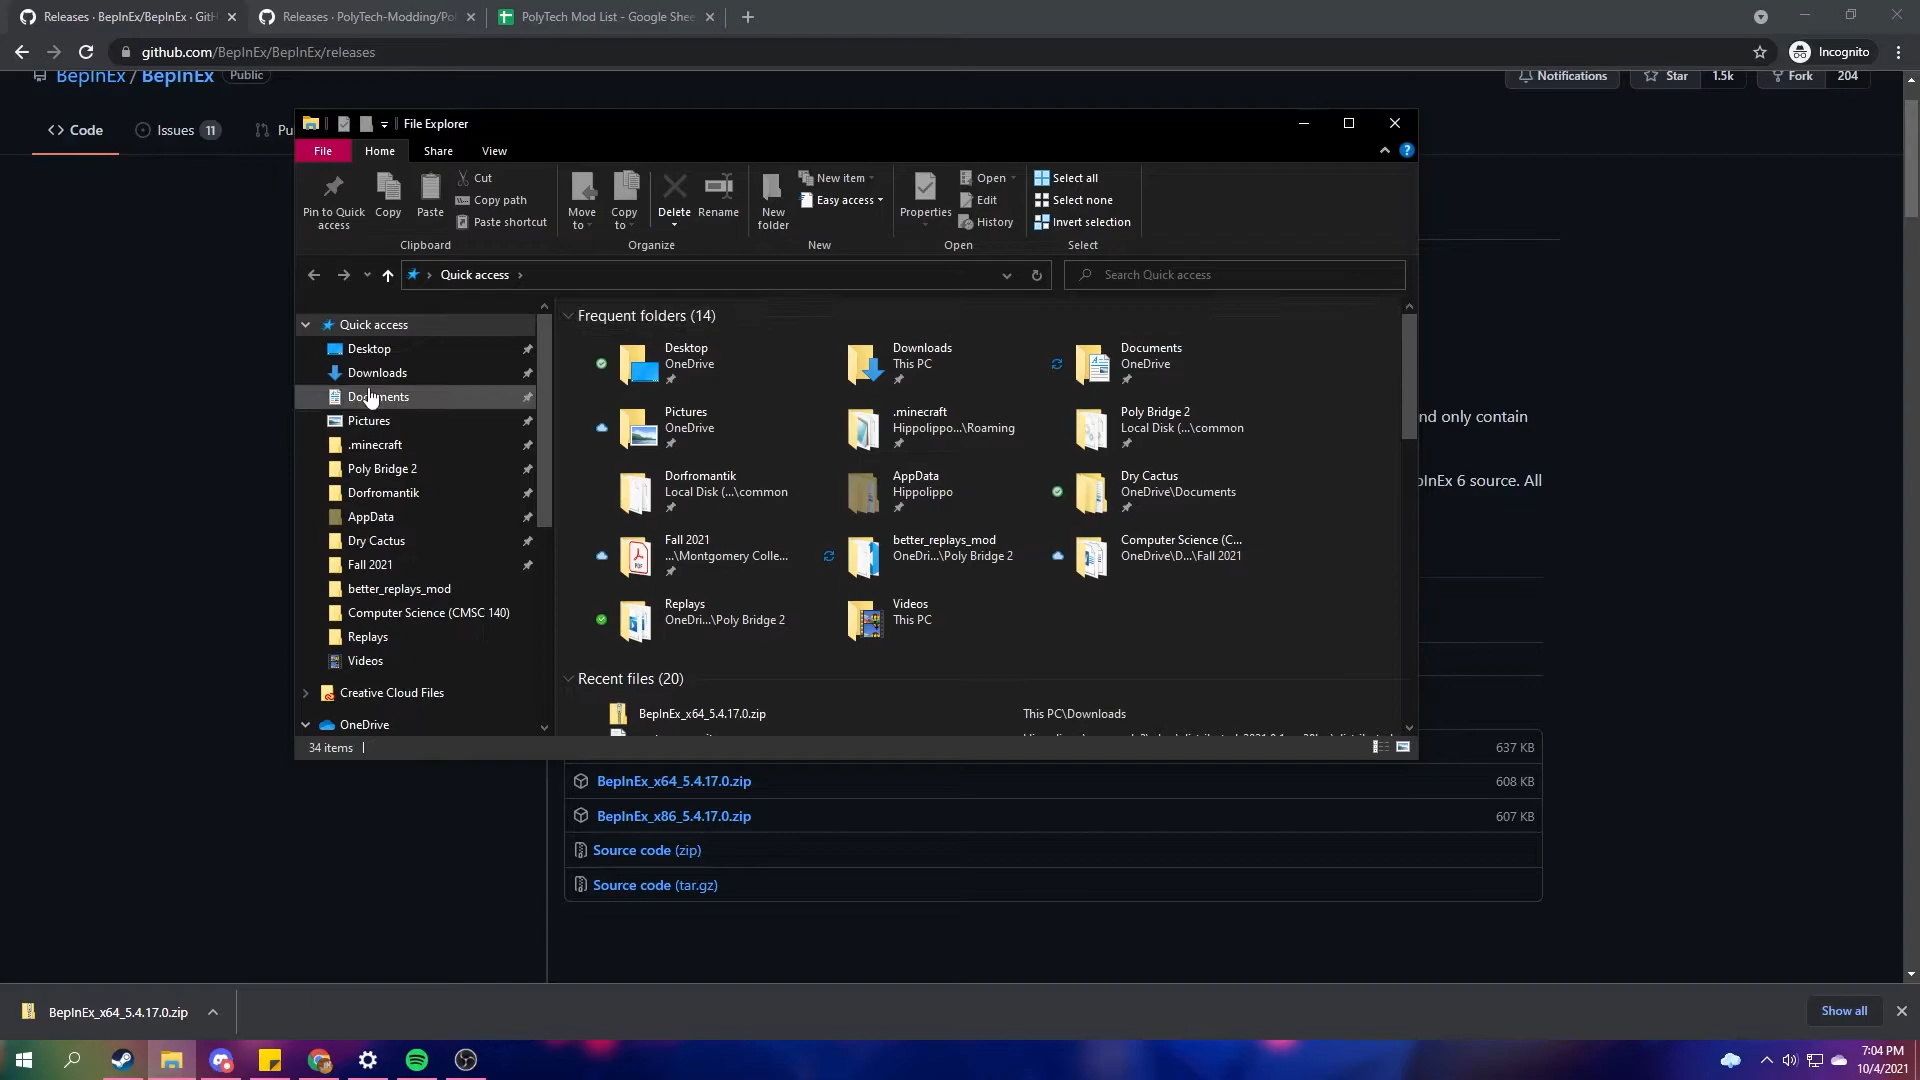 Releases · BepInEx/BepInEx · GitH
Releases · PolyTech-Modding/Pol
PolyTech Mod List - Google Shee
github.com/BepInEx/BepInEx/releases
Incognito
BepInEx / BepInEx Public
Notifications Star 1.5k Fork 204
Code Issues 11 Pu
File Explorer
File Home Share View
Pin to Quick access
Copy
Paste
Cut
Copy path
Paste shortcut
Move to
Copy to
Delete
Rename
New folder
New item
Easy access
Properties
Open
Edit
History
Select all
Select none
Invert selection
Clipboard Organize New Open Select
Quick access
Search Quick access
Quick access
Desktop
Downloads
Documents
Pictures
.minecraft
Poly Bridge 2
Dorfromantik
AppData
Dry Cactus
Fall 2021
better_replays_mod
Computer Science (CMSC 140)
Replays
Videos
Creative Cloud Files
OneDrive
Frequent folders (14)
Desktop
OneDrive
Downloads
This PC
Documents
OneDrive
Pictures
OneDrive
.minecraft
Hippolippo...\Roaming
Poly Bridge 2
Local Disk (...\common
Dorfromantik
Local Disk (...\common
AppData
Hippolippo
Dry Cactus
OneDrive\Documents
Fall 2021
...\Montgomery Colle...
better_replays_mod
OneDri...\Poly Bridge 2
Computer Science (C...
OneDrive\D...\Fall 2021
Replays
OneDri...\Poly Bridge 2
Videos
This PC
Recent files (20)
BepInEx_x64_5.4.17.0.zip This PC\Downloads
34 items
nd only contain
pInEx 6 source. All
637 KB
BepInEx_x64_5.4.17.0.zip 608 KB
BepInEx_x86_5.4.17.0.zip 607 KB
Source code (zip)
Source code (tar.gz)
BepInEx_x64_5.4.17.0.zip
Show all
7:04 PM
10/4/2021